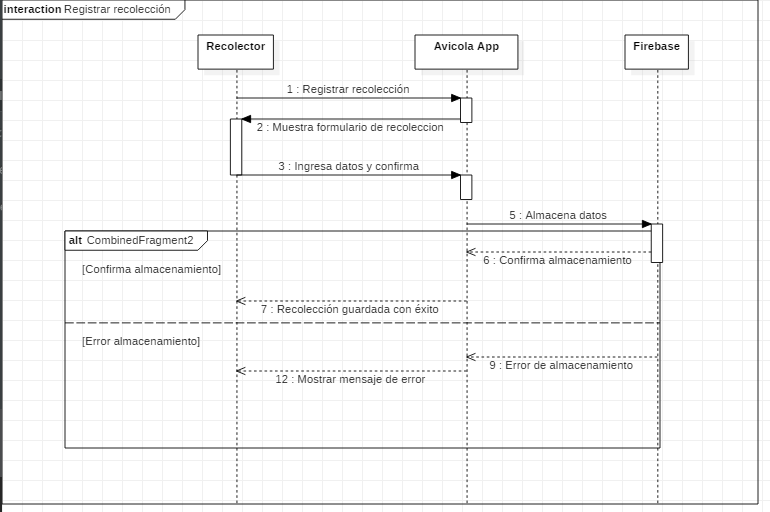 interaction Registrar recolección
Recolector
Avicola App
Firebase
1 : Registrar recolección
2 : Muestra formulario de recoleccion
3 : Ingresa datos y confirma
5 : Almacena datos
alt CombinedFragment2
6 : Confirma almacenamiento
[Confirma almacenamiento]
7 : Recolección guardada con éxito
[Error almacenamiento]
9 : Error de almacenamiento
12 : Mostrar mensaje de error